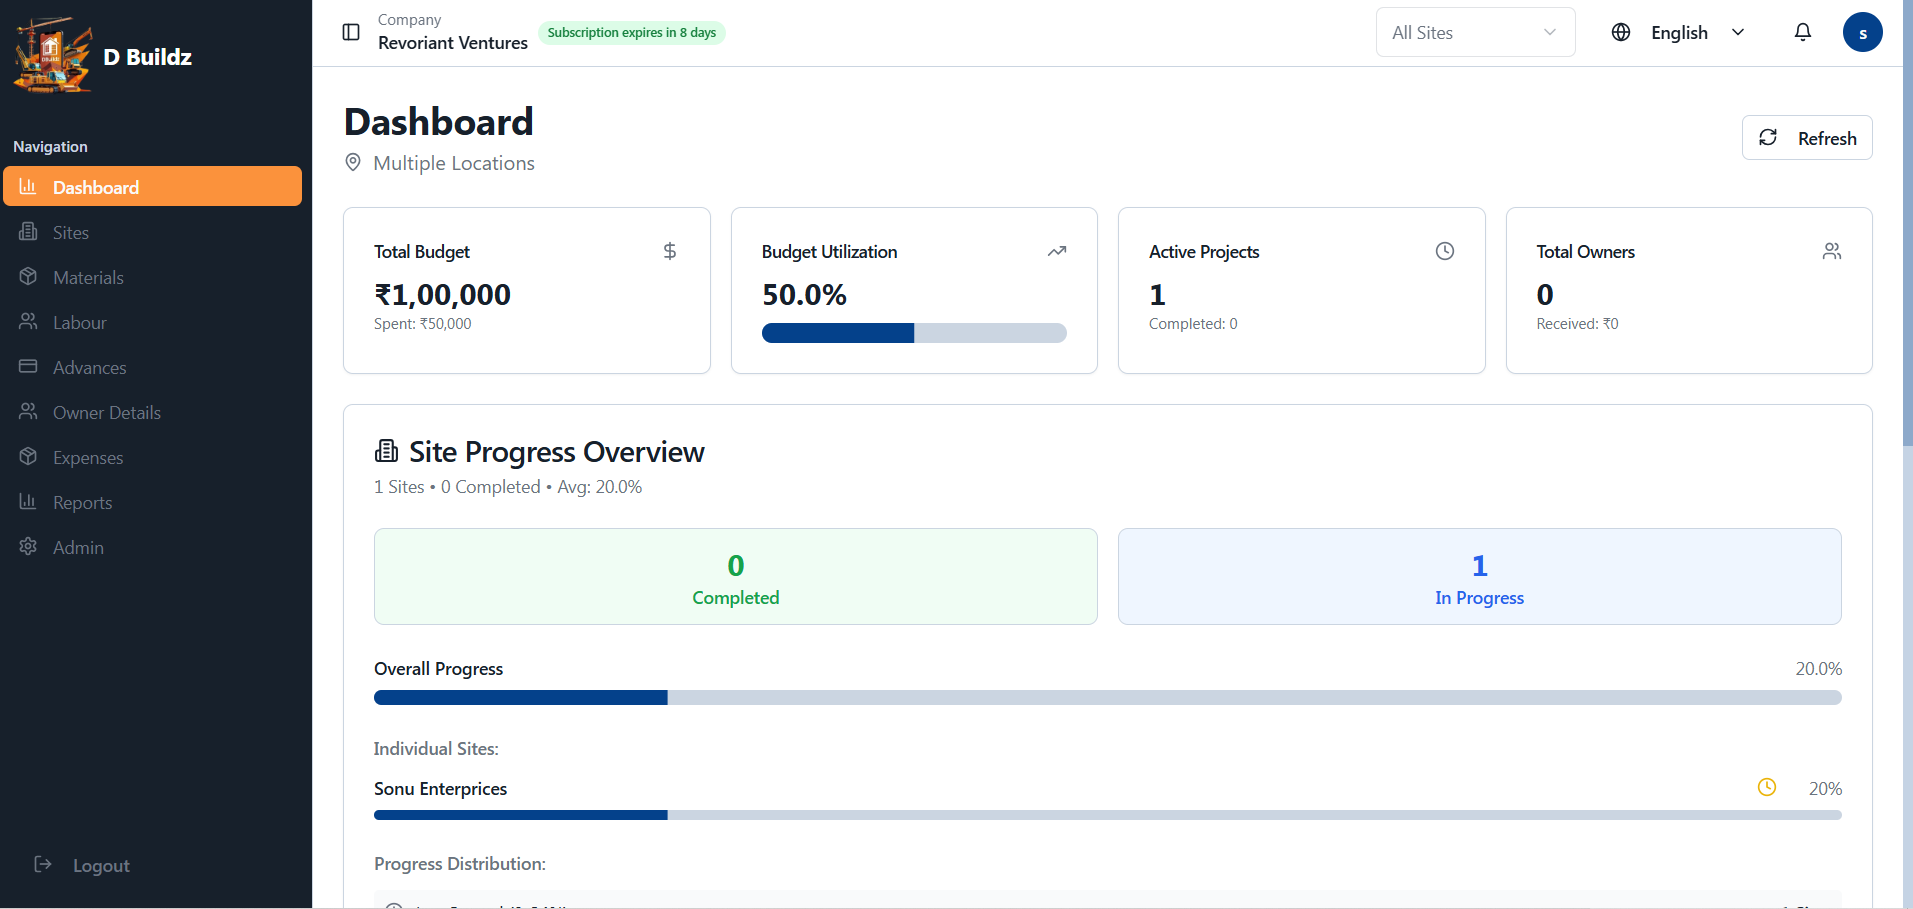 D Buildz
Navigation
Dashboard
Sites
Materials
Labour
Advances
Owner Details
Expenses
Reports
Admin
Logout
Company
Revoriant Ventures
Subscription expires in 8 days
All Sites
English
s
Dashboard
Multiple Locations
Refresh
Total Budget
₹1,00,000
Spent: ₹50,000
Budget Utilization
50.0%
Active Projects
1
Completed: 0
Total Owners
0
Received: ₹0
Site Progress Overview
1 Sites • 0 Completed • Avg: 20.0%
0
Completed
1
In Progress
Overall Progress
20.0%
Individual Sites:
Sonu Enterprices
20%
Progress Distribution: